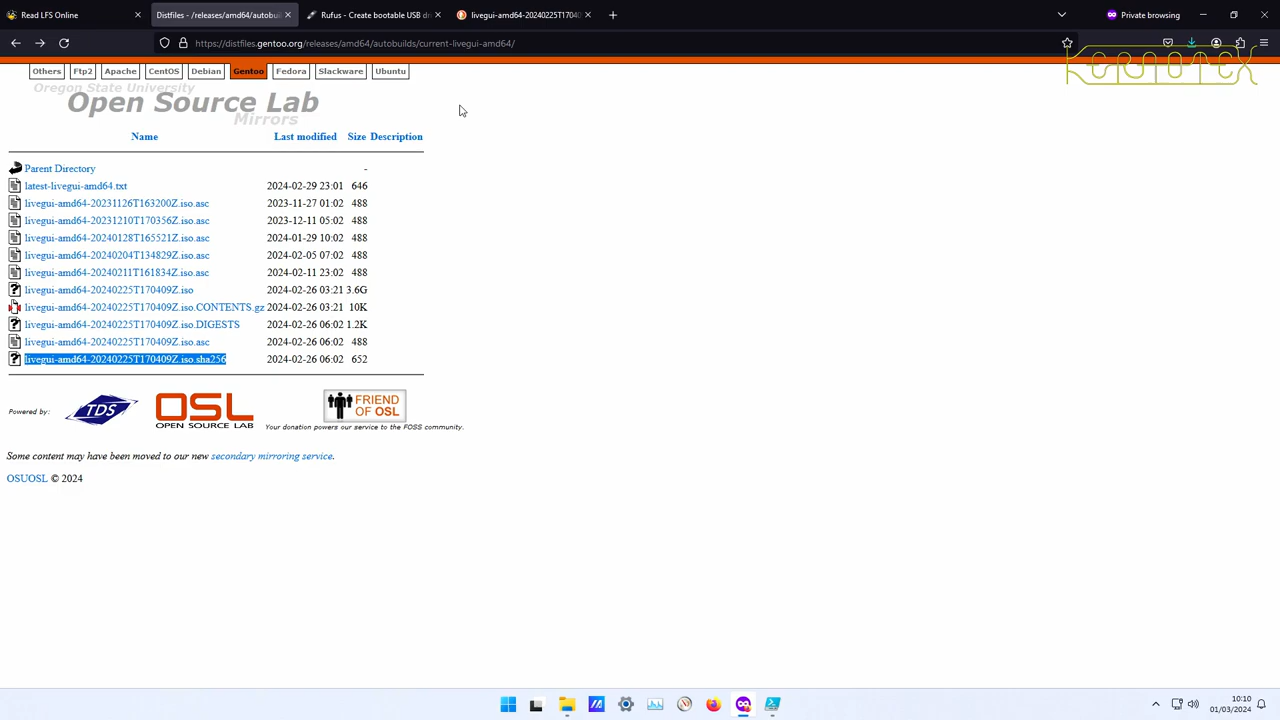 Read LFS Online
Distfiles - /releases/amd64/autobuil
Rufus - Create bootable USB dri
livegui-amd64-20240225T1704
Private browsing
https://distfiles.gentoo.org/releases/amd64/autobuilds/current-livegui-amd64/
KERNOTEX
Others Ftp2 Apache CentOS Debian Gentoo Fedora Slackware Ubuntu
Oregon State University
Open Source Lab
Mirrors
Name Last modified Size Description
Parent Directory -
latest-livegui-amd64.txt 2024-02-29 23:01 646
livegui-amd64-20231126T163200Z.iso.asc 2023-11-27 01:02 488
livegui-amd64-20231210T170356Z.iso.asc 2023-12-11 05:02 488
livegui-amd64-20240128T165521Z.iso.asc 2024-01-29 10:02 488
livegui-amd64-20240204T134829Z.iso.asc 2024-02-05 07:02 488
livegui-amd64-20240211T161834Z.iso.asc 2024-02-11 23:02 488
livegui-amd64-20240225T170409Z.iso 2024-02-26 03:21 3.6G
livegui-amd64-20240225T170409Z.iso.CONTENTS.gz 2024-02-26 03:21 10K
livegui-amd64-20240225T170409Z.iso.DIGESTS 2024-02-26 06:02 1.2K
livegui-amd64-20240225T170409Z.iso.asc 2024-02-26 06:02 488
livegui-amd64-20240225T170409Z.iso.sha256 2024-02-26 06:02 652
Powered by:
TDS
OSL
OPEN SOURCE LAB
FRIEND
OF OSL
Your donation powers our service to the FOSS community.
Some content may have been moved to our new secondary mirroring service.
OSUOSL © 2024
10:10
01/03/2024